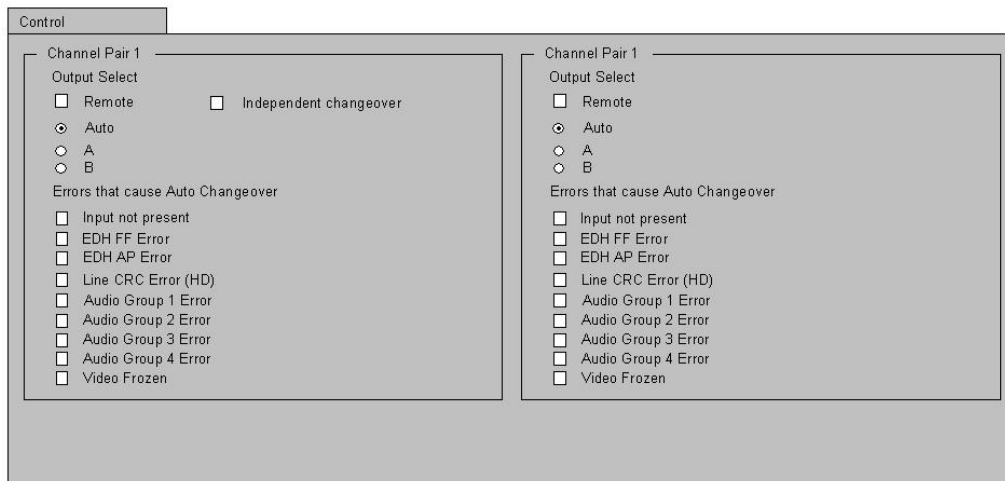 Control
Channel Pair 1
Output Select
Remote Independent changeover
Auto
A
B
Errors that cause Auto Changeover
Input not present
EDH FF Error
EDH AP Error
Line CRC Error (HD)
Audio Group 1 Error
Audio Group 2 Error
Audio Group 3 Error
Audio Group 4 Error
Video Frozen
Channel Pair 1
Output Select
Remote
Auto
A
B
Errors that cause Auto Changeover
Input not present
EDH FF Error
EDH AP Error
Line CRC Error (HD)
Audio Group 1 Error
Audio Group 2 Error
Audio Group 3 Error
Audio Group 4 Error
Video Frozen